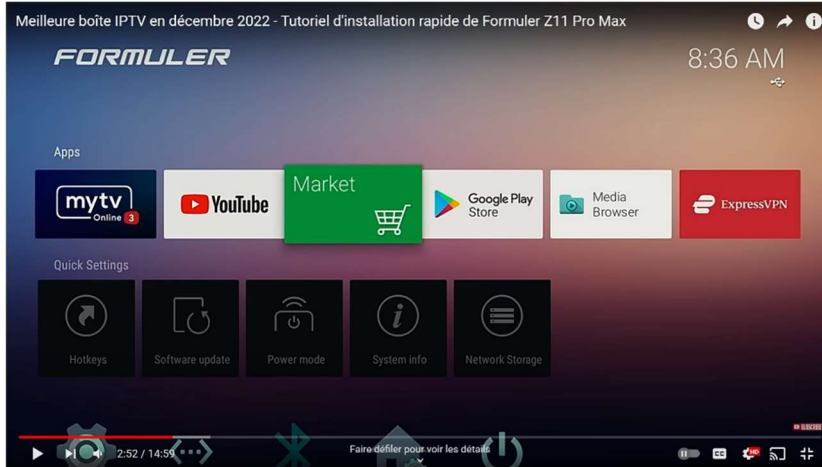 Meilleure boîte IPTV en décembre 2022 - Tutoriel d'installation rapide de Formuler Z11 Pro Max
FORMULER
8:36 AM
Apps
mytv
Online 3
YouTube
Market
Google Play
Store
Media
Browser
ExpressVPN
Quick Settings
Hotkeys
Software update
Power mode
System info
Network Storage
2:52 / 14:59
Faire défiler pour voir les détails
CC
HD